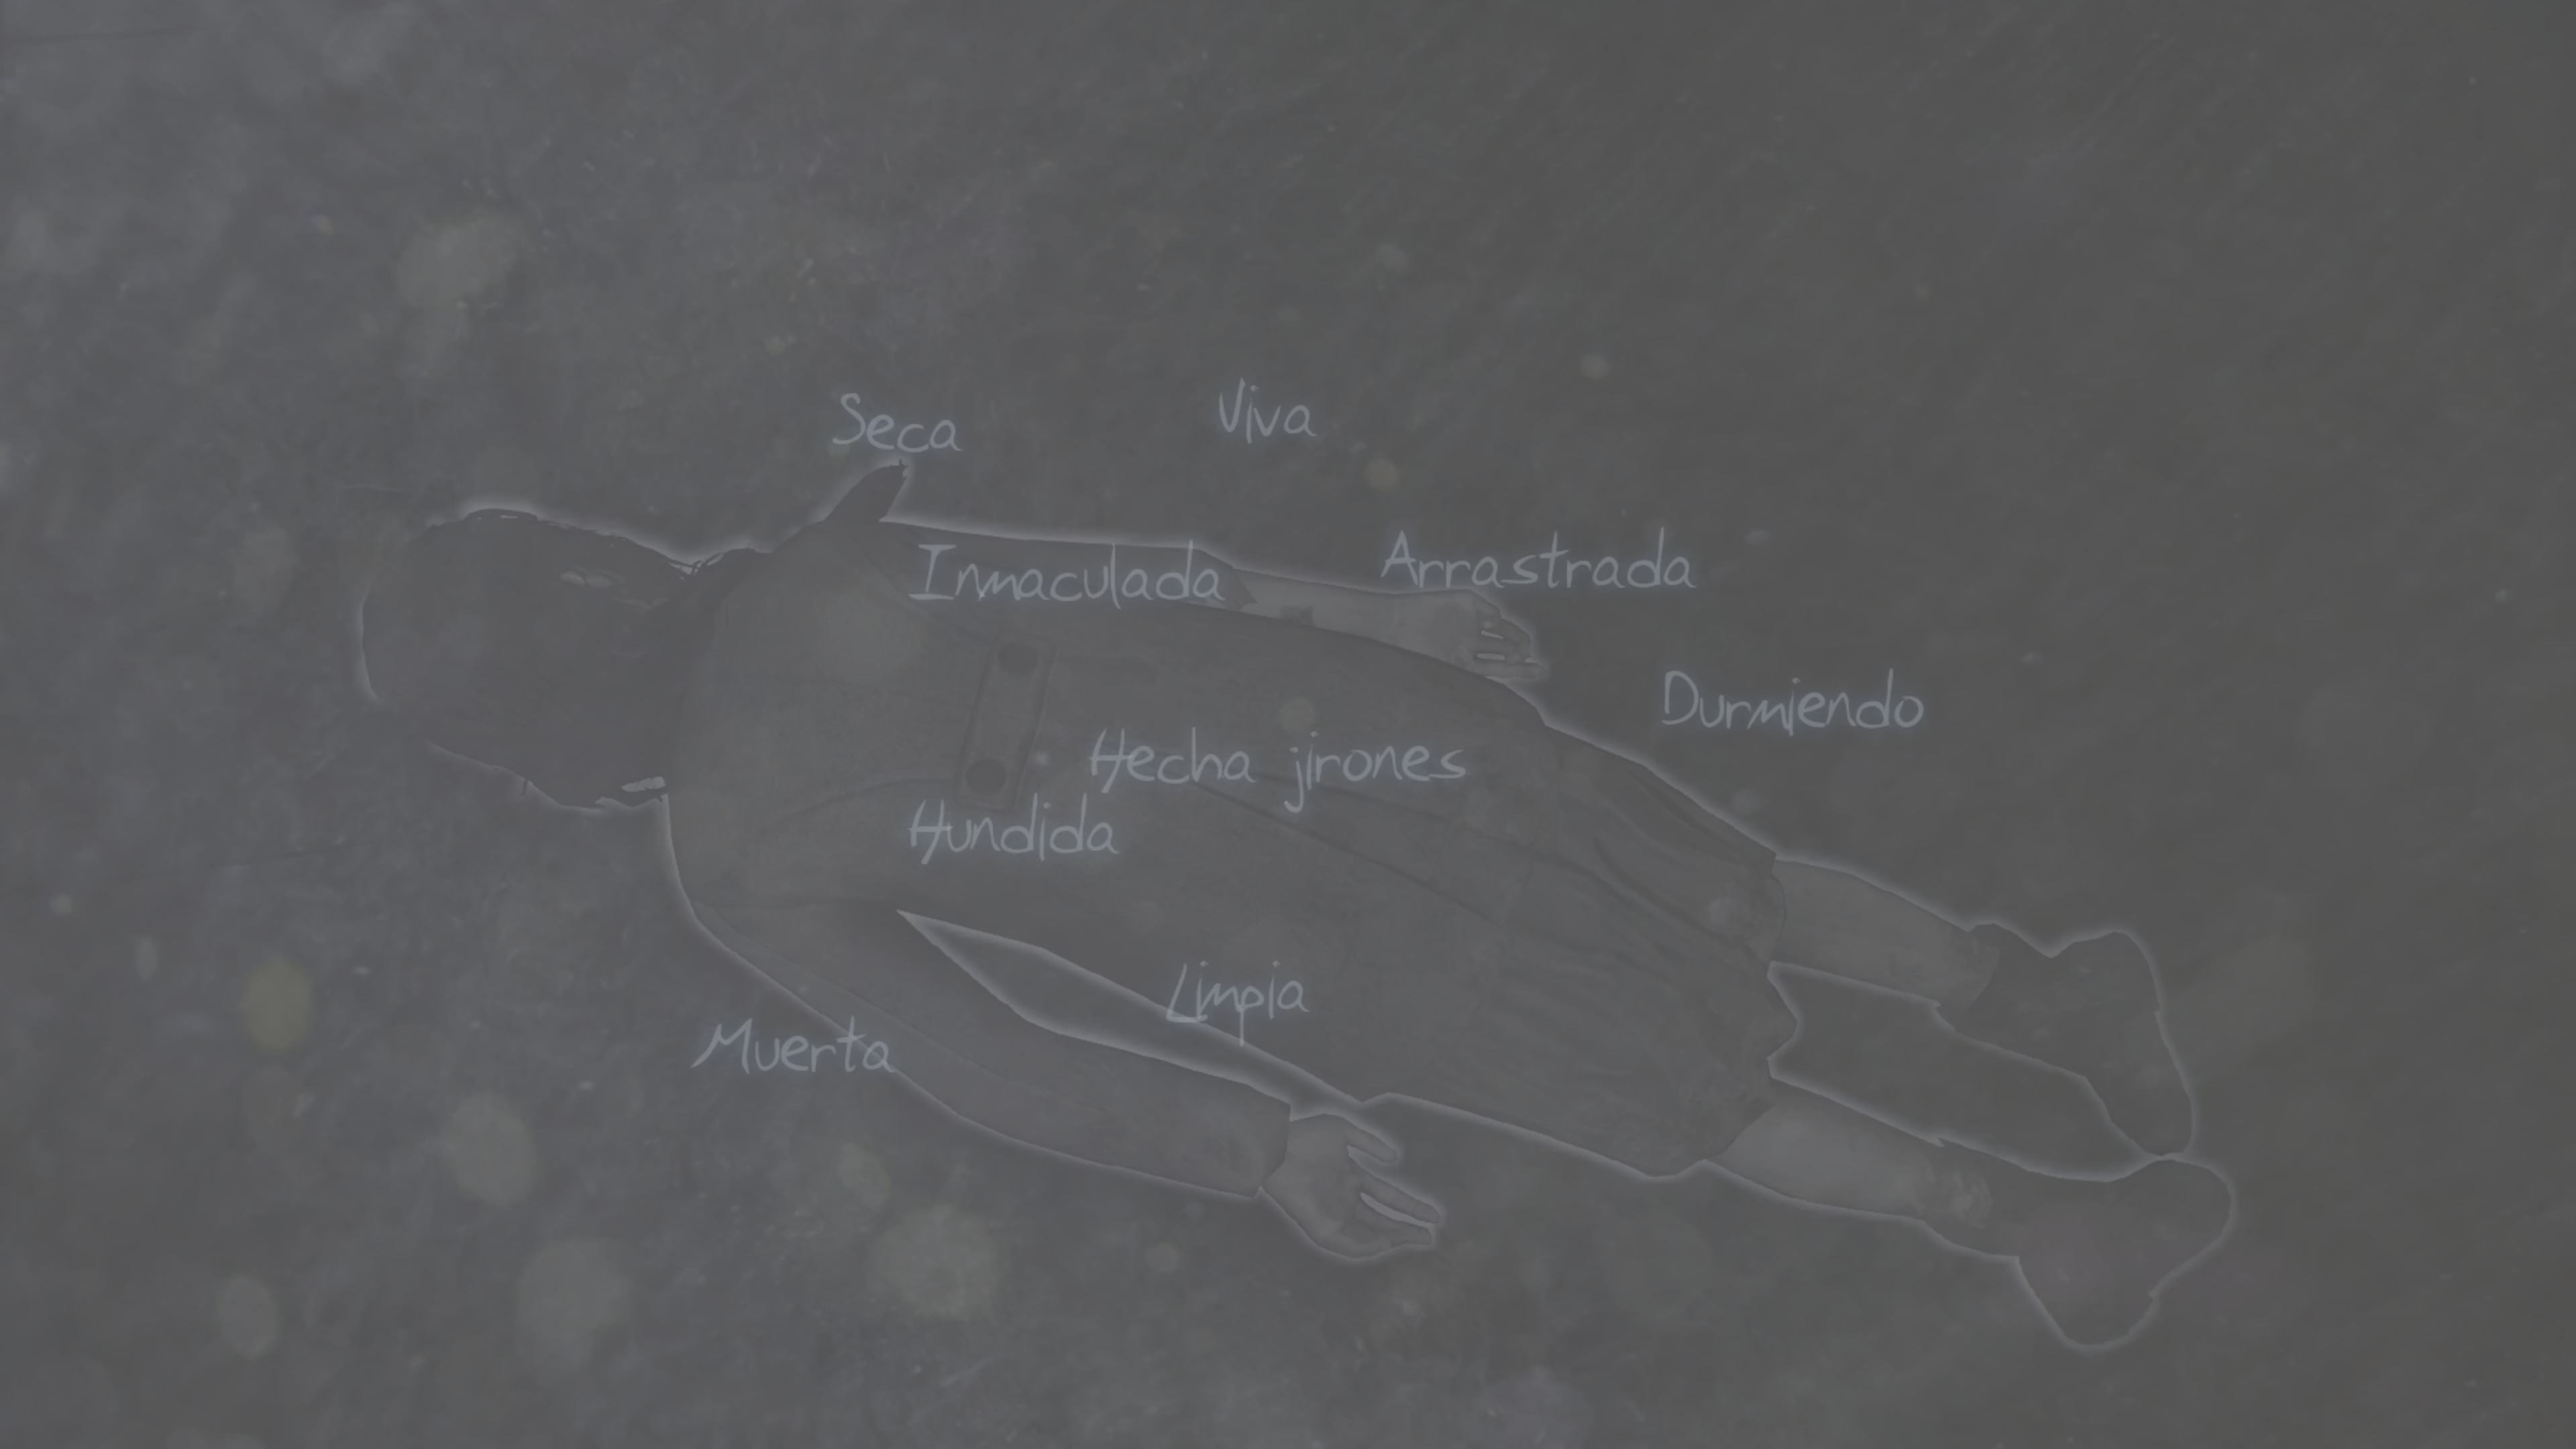 Seca
Viva
Inmaculada
Arrastrada
Durmiendo
Hecha jirones
Hundida
Limpia
Muerta